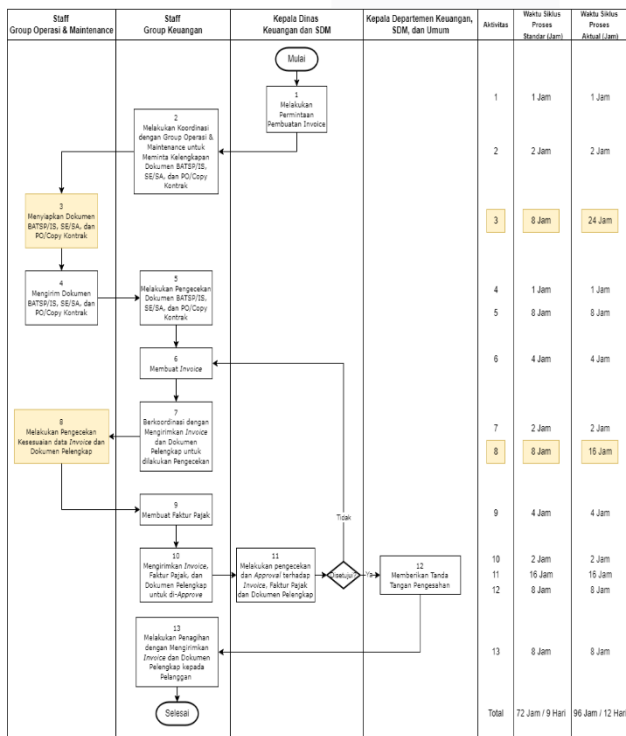 Staff
Group Operasi & Maintenance
Staff
Group Keuangan
Kepala Dinas
Keuangan dan SDM
Kepala Departemen Keuangan,
SDM, dan Umum
Aktivitas
Waktu Siklus
Proses
Standar (Jam)
Waktu Siklus
Proses
Aktual (Jam)
Mulai
1
Melakukan
Permintaan
Pembuatan Invoice
1
1 Jam
1 Jam
2
Melakukan Koordinasi
dengan Group Operasi &
Maintenance untuk
Meminta Kelengkapan
Dokumen BATSP/IS,
SE/SA, dan PO/Copy
Kontrak
2
2 Jam
2 Jam
3
Menyiapkan Dokumen
BATSP/IS, SE/SA, dan
PO/Copy Kontrak
3
8 Jam
24 Jam
4
Mengirim Dokumen
BATSP/IS, SE/SA, dan
PO/Copy Kontrak
5
Melakukan Pengecekan
Dokumen BATSP/IS,
SE/SA, dan PO/Copy
Kontrak
4
1 Jam
1 Jam
5
8 Jam
8 Jam
6
Membuat Invoice
6
4 Jam
4 Jam
7
Berkoordinasi dengan
Mengirimkan Invoice
dan Dokumen
Pelengkap untuk
dilakukan Pengecekan
7
2 Jam
2 Jam
8
Melakukan Pengecekan
Kesesuaian data Invoice dan
Dokumen Pelengkap
8
8 Jam
16 Jam
9
Membuat Faktur Pajak
Tidak
9
4 Jam
4 Jam
10
Mengirimkan Invoice,
Faktur Pajak, dan
Dokumen Pelengkap
untuk di-Approve
11
Melakukan pengecekan
dan Approval terhadap
Invoice, Faktur Pajak
dan Dokumen Pelengkap
Disetujui?
Ya
12
Memberikan Tanda
Tangan Pengesahan
10
2 Jam
2 Jam
11
16 Jam
16 Jam
12
8 Jam
8 Jam
13
Melakukan Penagihan
dengan Mengirimkan
Invoice dan Dokumen
Pelengkap kepada
Pelanggan
13
8 Jam
8 Jam
Selesai
Total
72 Jam / 9 Hari
96 Jam / 12 Hari